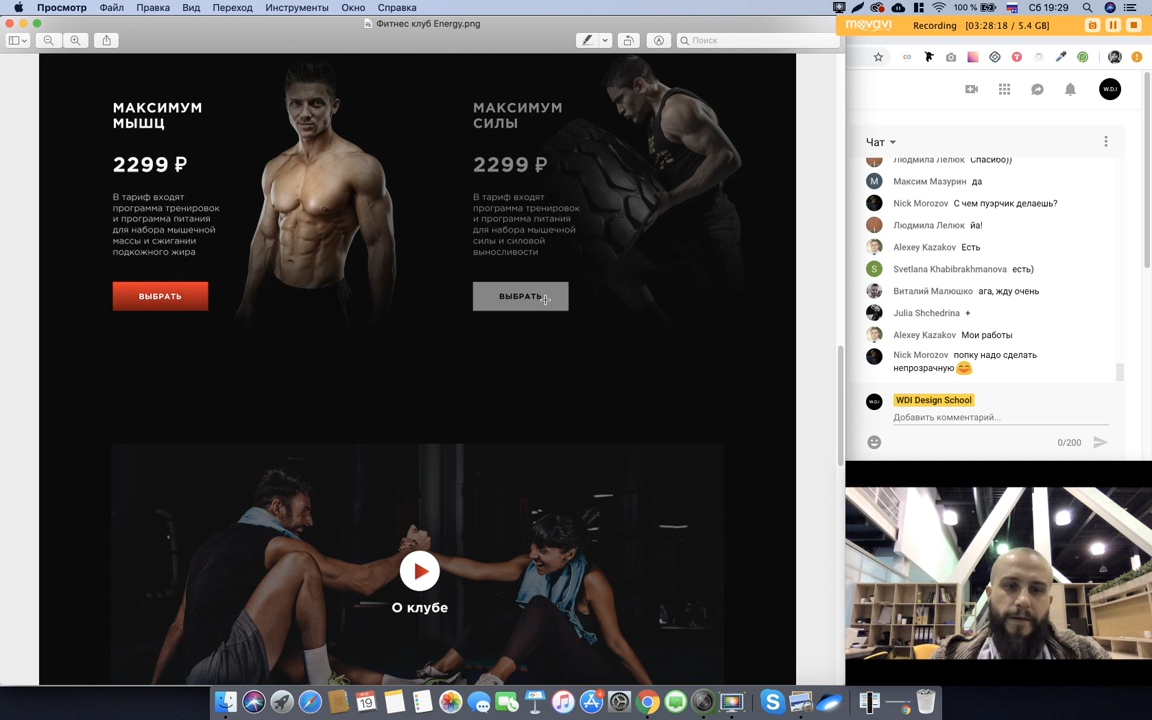 Просмотр Файл Правка Вид Переход Инструменты Окно Справка
100 % Сб 19:29
Фитнес клуб Energy.png
movavi Recording [03:28:18 / 5.4 GB]
Поиск
W.D.I
МАКСИМУМ
МЫШЦ
2299 ₽
В тариф входят
программа тренировок
и программа питания
для набора мышечной
массы и сжигании
подкожного жира
ВЫБРАТЬ
МАКСИМУМ
СИЛЫ
2299 ₽
В тариф входят
программа тренировок
и программа питания
для набора мышечной
силы и силовой
выносливости
ВЫБРАТЬ
О клубе
Чат
Людмила Лелюк Спасибо))
М Максим Мазурин да
Nick Morozov С чем пуэрчик делаешь?
Людмила Лелюк йа!
Alexey Kazakov Есть
S Svetlana Khabibrakhmanova есть)
Виталий Малюшко ага, жду очень
Julia Shchedrina +
Alexey Kazakov Мои работы
Nick Morozov попку надо сделать
непрозрачную
WDI Design School
Добавить комментарий...
0/200